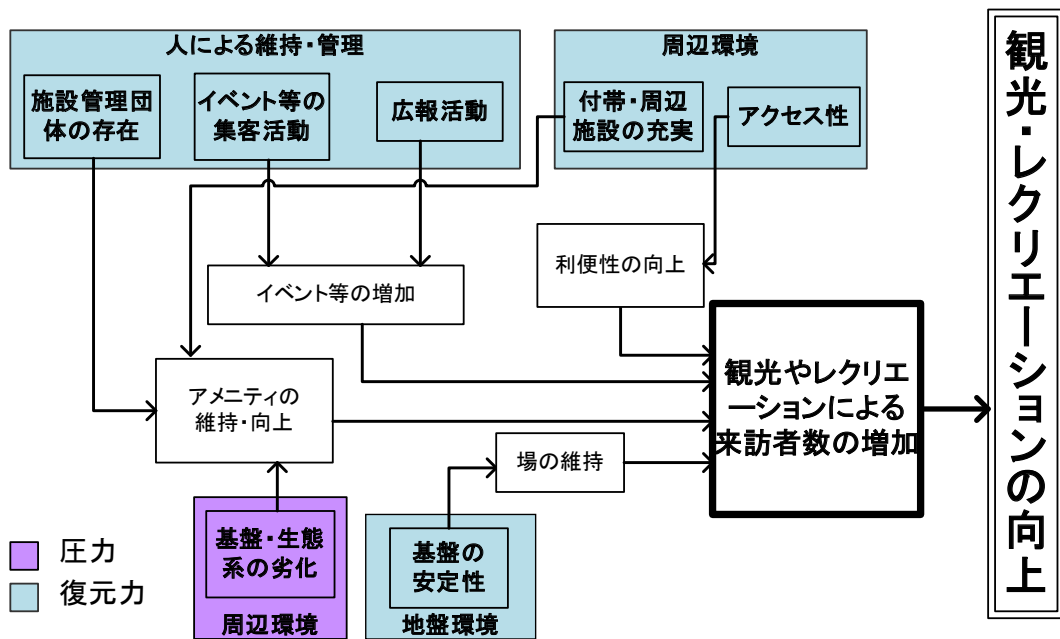 人による維持・管理
施設管理団
体の存在
イベント等の
集客活動
広報活動
周辺環境
付帯・周辺
施設の充実
アクセス性
利便性の向上
イベント等の増加
アメニティの
維持・向上
観光やレクリエ
ーションによる
来訪者数の増加
場の維持
基盤・生態
系の劣化
周辺環境
基盤の
安定性
地盤環境
圧力
復元力
観光・レクリエーションの向上